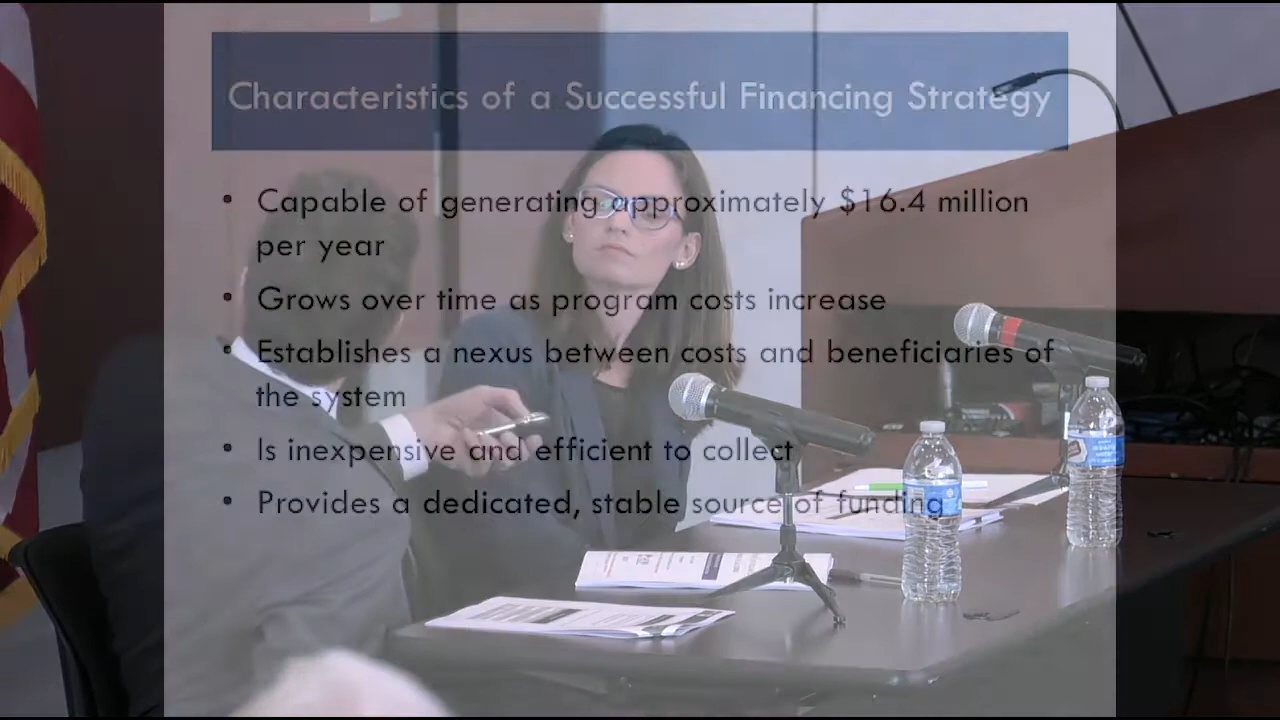 Characteristics of a Successful Financing Strategy
• Capable of generating approximately $16.4 million
per year
• Grows over time as program costs increase
• Establishes a nexus between costs and beneficiaries of
the system
• Is inexpensive and efficient to collect
• Provides a dedicated, stable source of funding